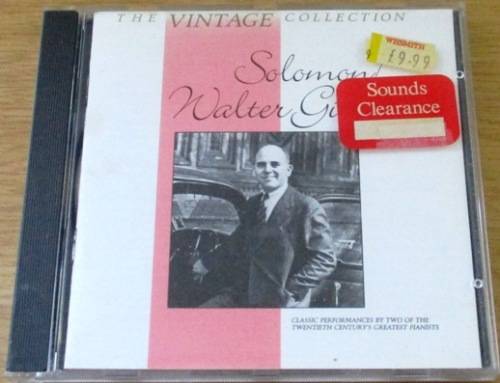 THE VINTAGE COLLECTION
WHSMITH
£9.99
Solomon
Walter
Sounds
Clearance
CLASSIC PERFORMANCES BY TWO OF THE
TWENTIETH CENTURY'S GREATEST PIANISTS